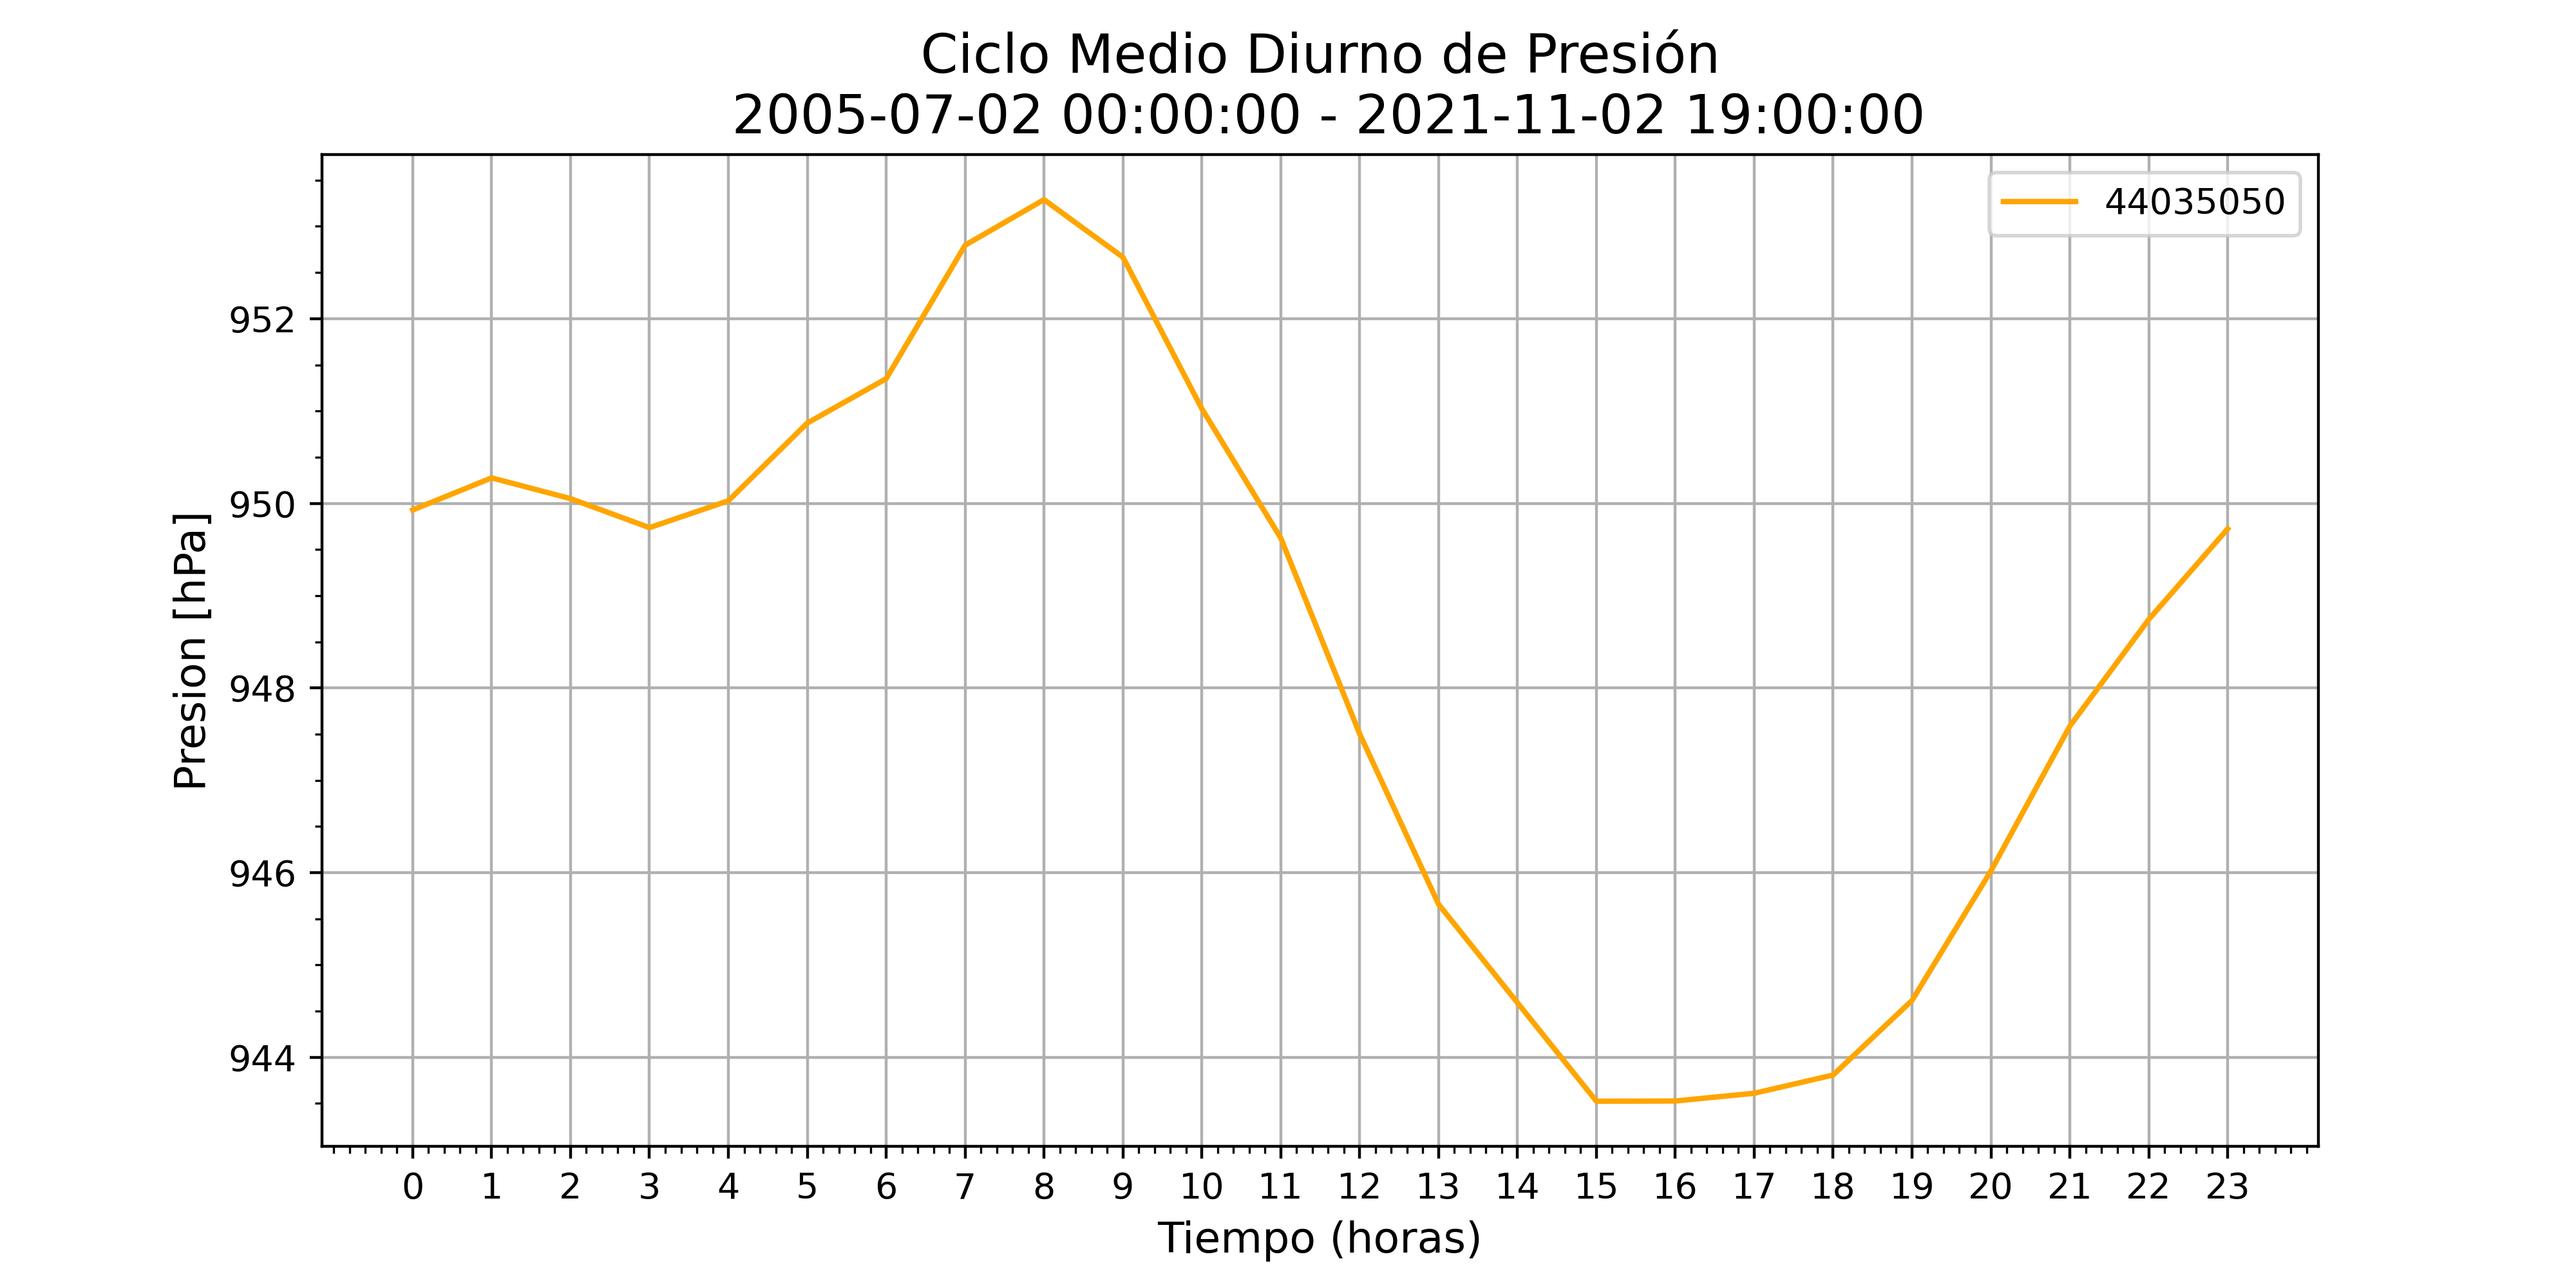 Ciclo Medio Diurno de Presión
2005-07-02 00:00:00 - 2021-11-02 19:00:00
44035050
Presion [hPa]
952
950
948
946
944
0 1 2 3 4 5 6 7 8 9 10 11 12 13 14 15 16 17 18 19 20 21 22 23
Tiempo (horas)